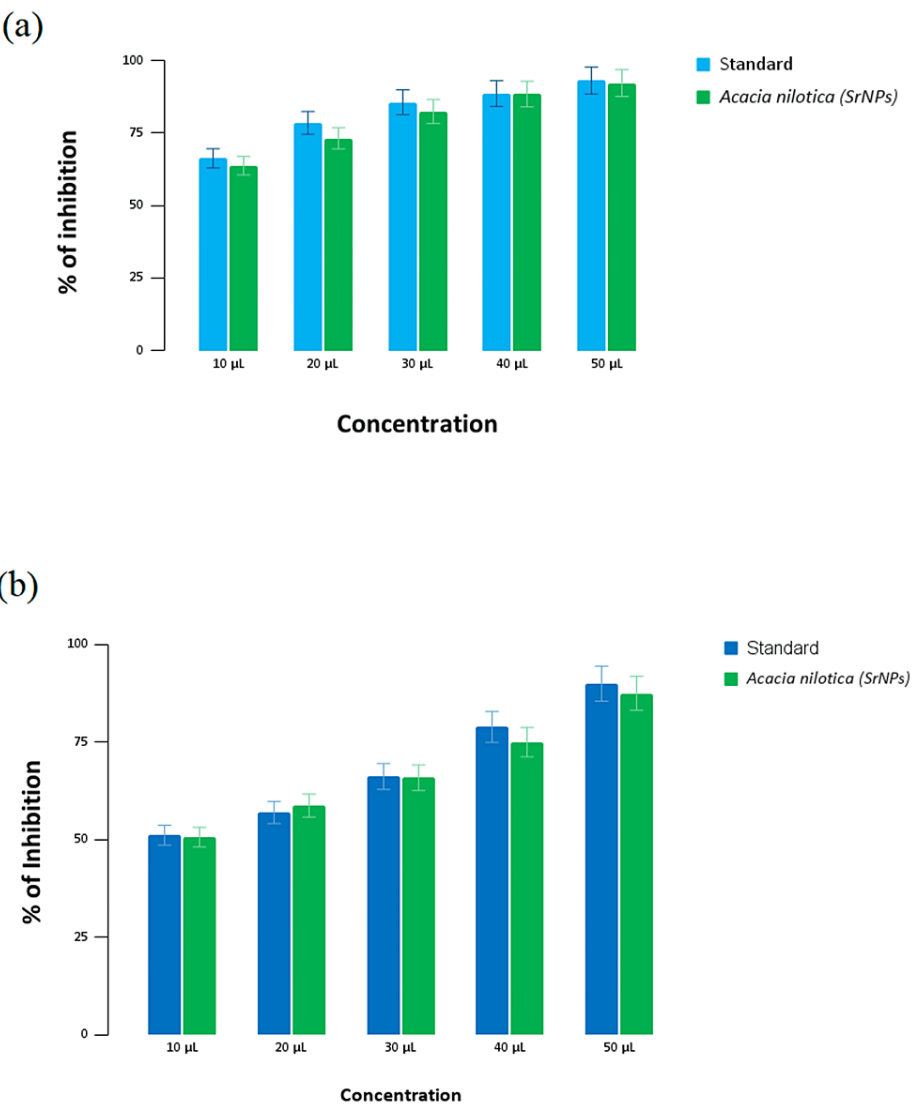 (a)
100
75
50
25
0
% of inhibition
10 µL 20 µL 30 µL 40 µL 50 µL
Concentration
Standard
Acacia nilotica (SrNPs)
(b)
100
75
50
25
0
% of Inhibition
10 µL 20 µL 30 µL 40 µL 50 µL
Concentration
Standard
Acacia nilotica (SrNPs)